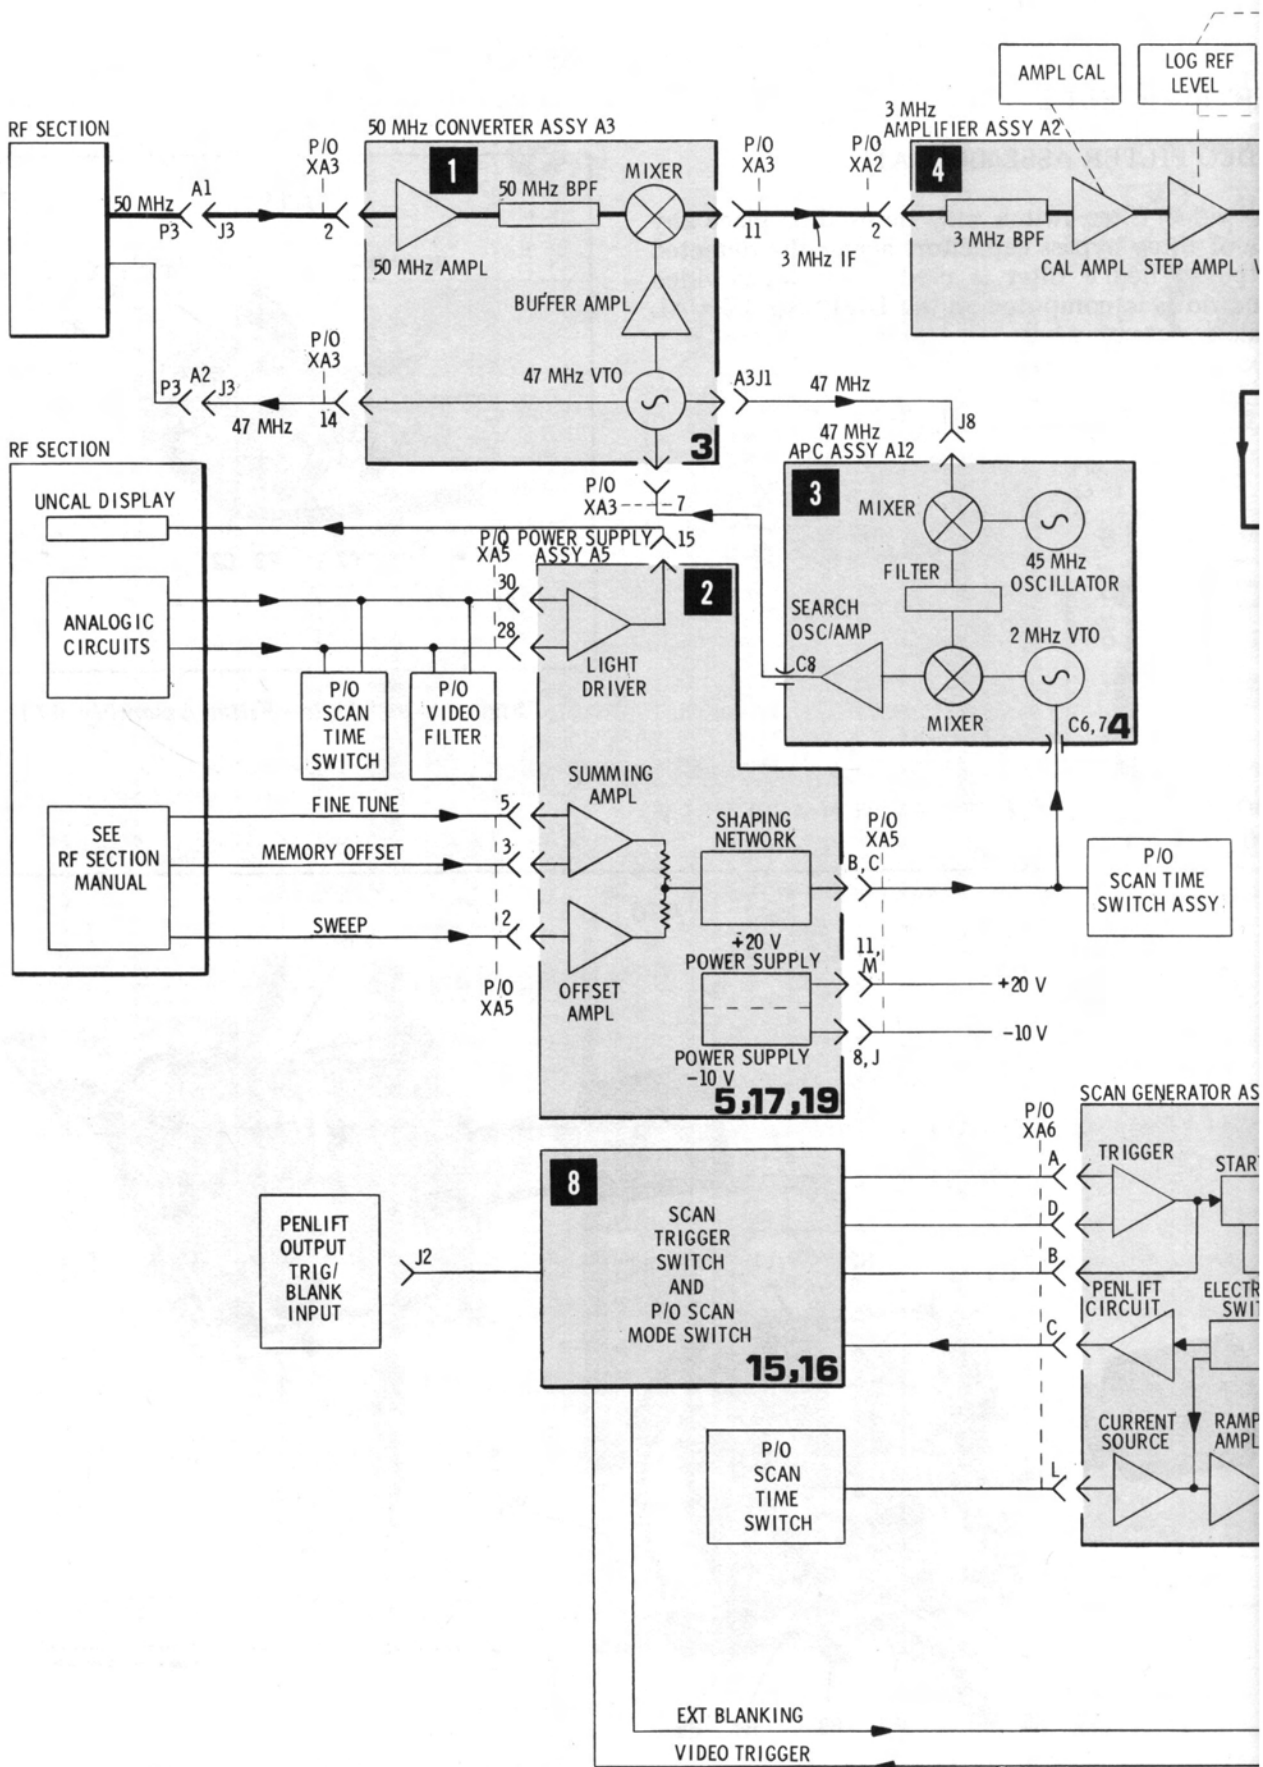 AMPL CAL
LOG REF
LEVEL
RF SECTION
50 MHz CONVERTER ASSY A3
3 MHz
AMPLIFIER ASSY A2
P/O
XA3
1
MIXER
P/O
XA3
P/O
XA2
4
50 MHz
A1
P3
J3
2
50 MHz BPF
50 MHz AMPL
11
2
3 MHz IF
3 MHz BPF
CAL AMPL
STEP AMPL
BUFFER AMPL
P/O
XA3
47 MHz VTO
P3
A2
J3
47 MHz
14
A3J1
47 MHz
J8
3
47 MHz
APC ASSY A12
RF SECTION
UNCAL DISPLAY
P/O
XA3
7
3
MIXER
45 MHz
OSCILLATOR
FILTER
P/O
XA5
POWER SUPPLY
ASSY A5
15
2
30
28
ANALOGIC
CIRCUITS
LIGHT
DRIVER
SEARCH
OSC/AMP
C8
2 MHz VTO
MIXER
C6,7
4
P/O
SCAN
TIME
SWITCH
P/O
VIDEO
FILTER
SEE
RF SECTION
MANUAL
FINE TUNE
5
MEMORY OFFSET
3
SWEEP
2
P/O
XA5
SUMMING
AMPL
OFFSET
AMPL
SHAPING
NETWORK
P/O
XA5
B, C
P/O
SCAN TIME
SWITCH ASSY
+20 V
POWER SUPPLY
11,
M
+20 V
-10 V
8, J
POWER SUPPLY
-10 V
5,17,19
SCAN GENERATOR AS
P/O
XA6
8
SCAN
TRIGGER
SWITCH
AND
P/O SCAN
MODE SWITCH
15,16
PENLIFT
OUTPUT
TRIG/
BLANK
INPUT
J2
A
D
B
C
L
TRIGGER
START
PENLIFT
CIRCUIT
ELECTR
SWIT
CURRENT
SOURCE
RAMP
AMPL
P/O
SCAN
TIME
SWITCH
EXT BLANKING
VIDEO TRIGGER